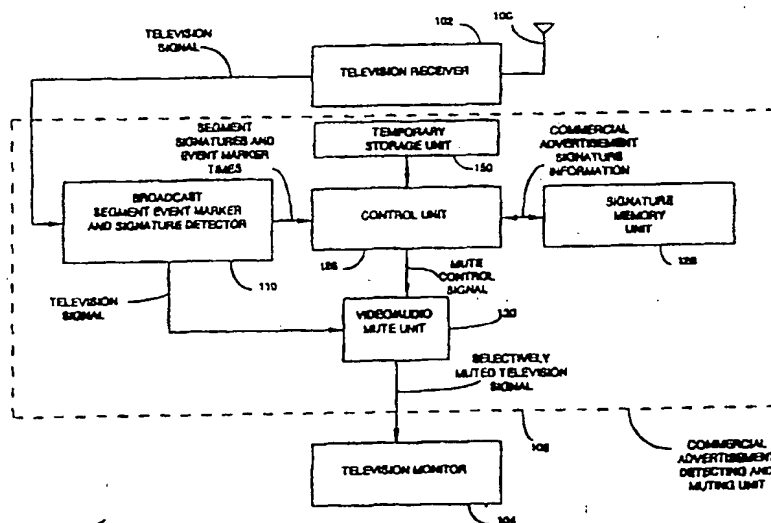 102
100
TELEVISION
SIGNAL
TELEVISION RECEIVER
SEGMENT
SIGNATURES AND
EVENT MARKER
TIMES
TEMPORARY
STORAGE UNIT
150
COMMERCIAL
ADVERTISEMENT
SIGNATURE
INFORMATION
BROADCAST
SEGMENT EVENT MARKER
AND SIGNATURE DETECTOR
110
CONTROL UNIT
SIGNATURE
MEMORY
UNIT
MUTE
CONTROL
SIGNAL
TELEVISION
SIGNAL
VIDEO/AUDIO
MUTE UNIT
130
SELECTIVELY
MUTED TELEVISION
SIGNAL
TELEVISION MONITOR
104
COMMERCIAL
ADVERTISEMENT
DETECTING AND
MUTING UNIT